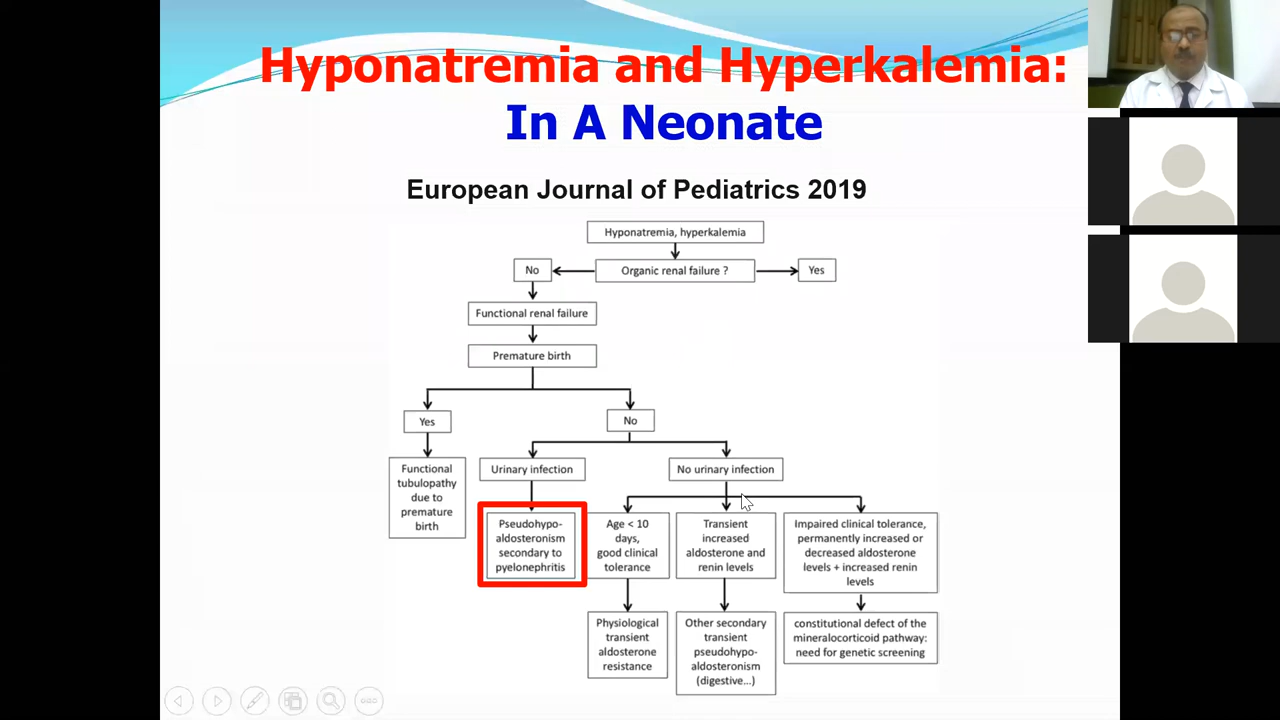 Hyponatremia and Hyperkalemia:
In A Neonate
European Journal of Pediatrics 2019
Hyponatremia, hyperkalemia
No
Organic renal failure ?
Yes
Functional renal failure
Premature birth
Yes
No
Functional
tubulopathy
due to
premature
birth
Urinary infection
No urinary infection
Pseudohypo-
aldosteronism
secondary to
pyelonephritis
Age < 10
days,
good clinical
tolerance
Transient
increased
aldosterone and
renin levels
Impaired clinical tolerance,
permanently increased or
decreased aldosterone
levels + increased renin
levels
Physiological
transient
aldosterone
resistance
Other secondary
transient
pseudohypo-
aldosteronism
(digestive...)
constitutional defect of the
mineralocorticoid pathway:
need for genetic screening